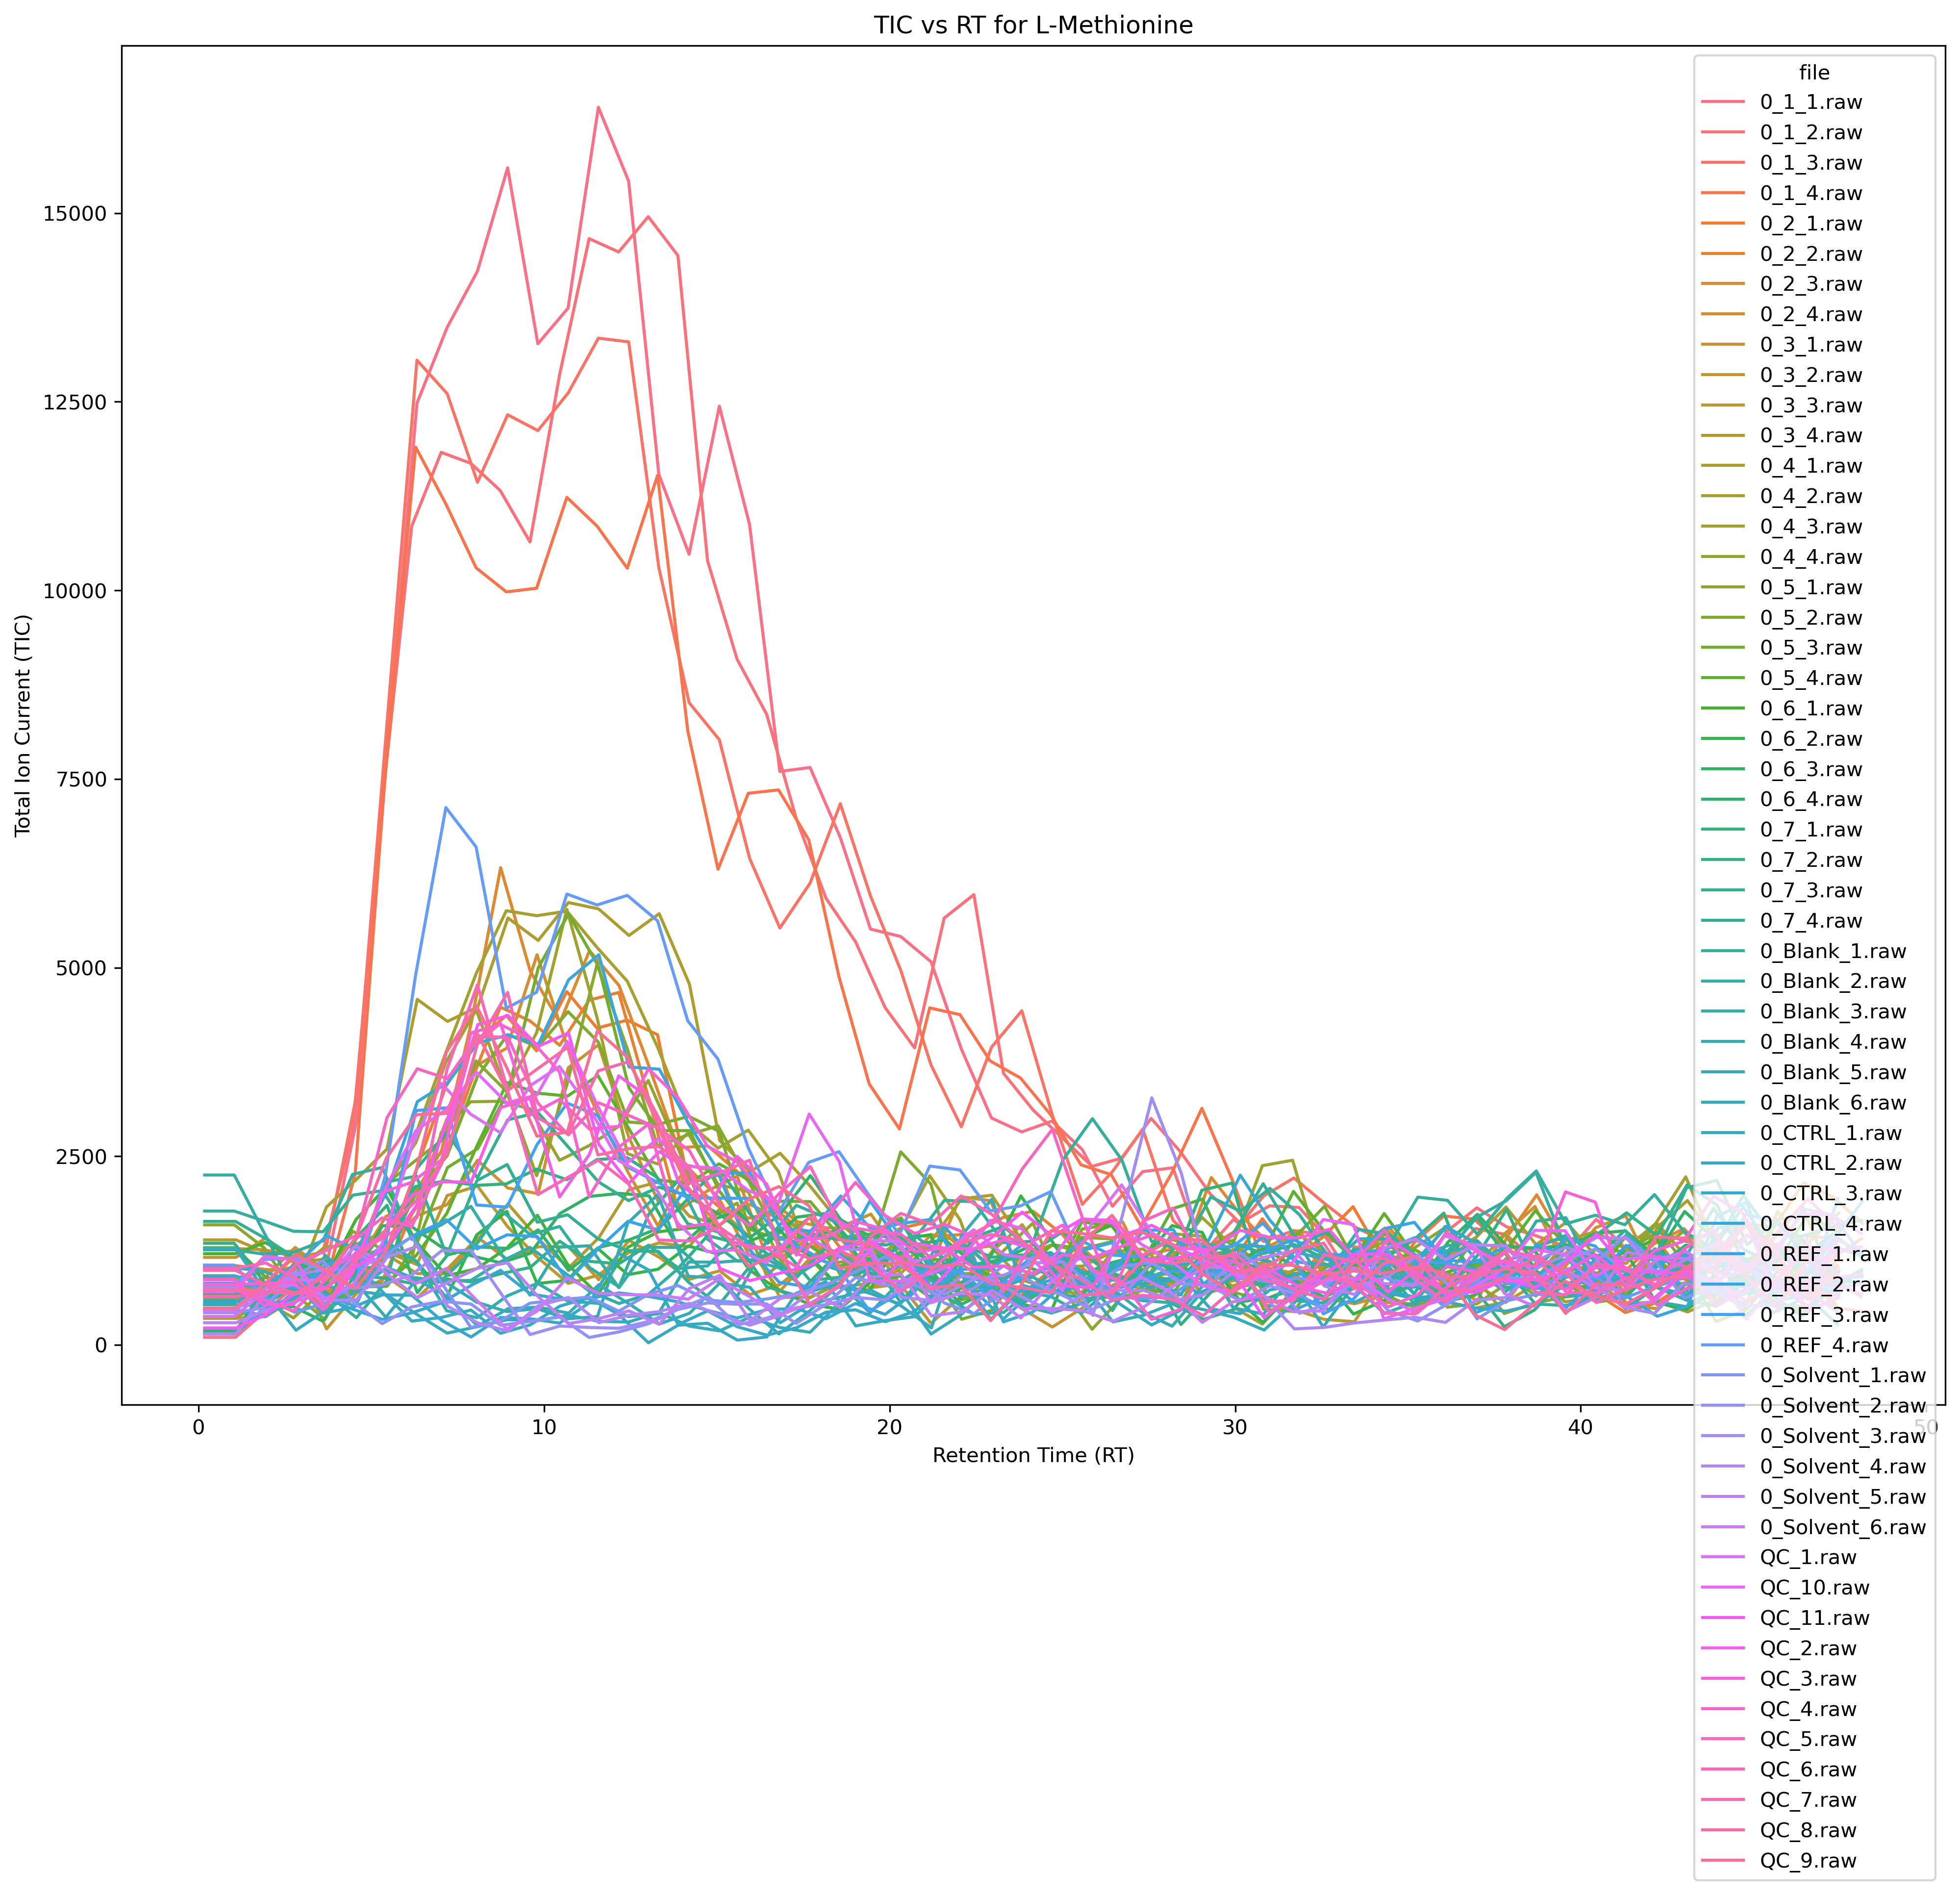 TIC vs RT for L-Methionine
Total Ion Current (TIC)
15000
12500
10000
7500
5000
2500
0
0
10
20
30
40
50
Retention Time (RT)
file
0_1_1.raw
0_1_2.raw
0_1_3.raw
0_1_4.raw
0_2_1.raw
0_2_2.raw
0_2_3.raw
0_2_4.raw
0_3_1.raw
0_3_2.raw
0_3_3.raw
0_3_4.raw
0_4_1.raw
0_4_2.raw
0_4_3.raw
0_4_4.raw
0_5_1.raw
0_5_2.raw
0_5_3.raw
0_5_4.raw
0_6_1.raw
0_6_2.raw
0_6_3.raw
0_6_4.raw
0_7_1.raw
0_7_2.raw
0_7_3.raw
0_7_4.raw
0_Blank_1.raw
0_Blank_2.raw
0_Blank_3.raw
0_Blank_4.raw
0_Blank_5.raw
0_Blank_6.raw
0_CTRL_1.raw
0_CTRL_2.raw
0_CTRL_3.raw
0_CTRL_4.raw
0_REF_1.raw
0_REF_2.raw
0_REF_3.raw
0_REF_4.raw
0_Solvent_1.raw
0_Solvent_2.raw
0_Solvent_3.raw
0_Solvent_4.raw
0_Solvent_5.raw
0_Solvent_6.raw
QC_1.raw
QC_10.raw
QC_11.raw
QC_2.raw
QC_3.raw
QC_4.raw
QC_5.raw
QC_6.raw
QC_7.raw
QC_8.raw
QC_9.raw